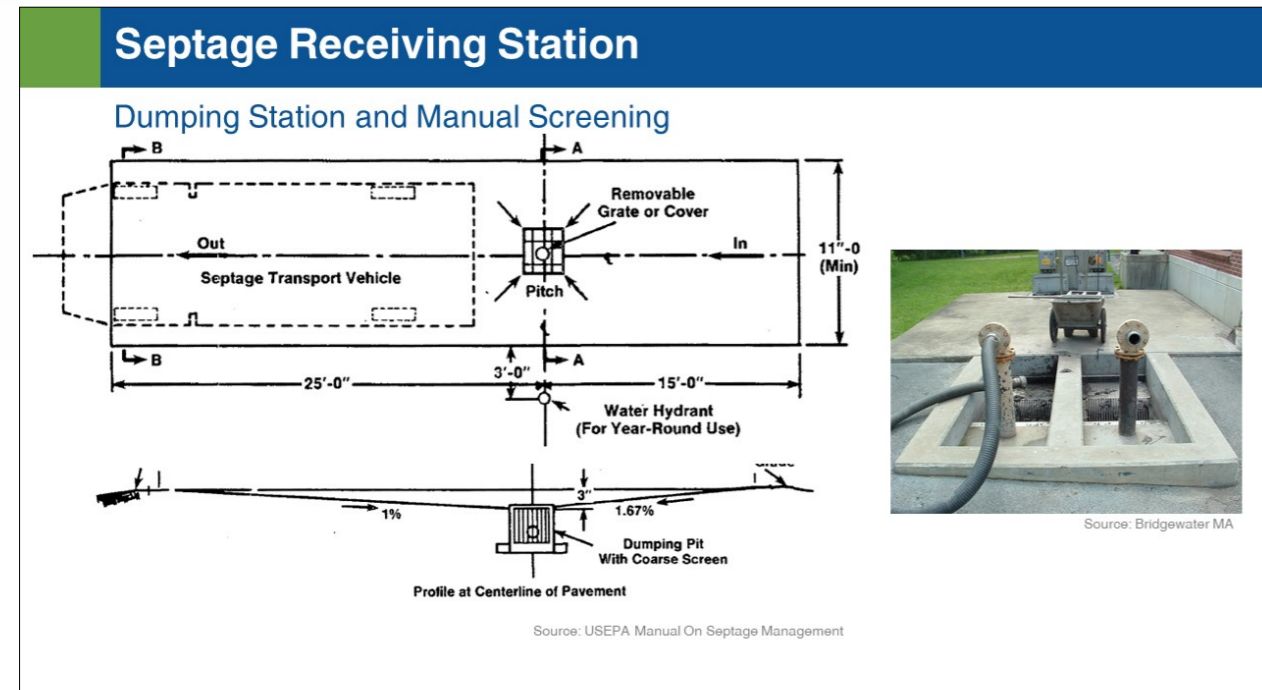 Septage Receiving Station
Dumping Station and Manual Screening
B
A
Removable
Grate or Cover
Out
In
11"-0
(Min)
Septage Transport Vehicle
Pitch
B
A
3'-0"
25'-0"
15'-0"
Water Hydrant
(For Year-Round Use)
3"
1%
1.67%
Dumping Pit
With Coarse Screen
Profile at Centerline of Pavement
Source: USEPA Manual On Septage Management
Source: Bridgewater MA